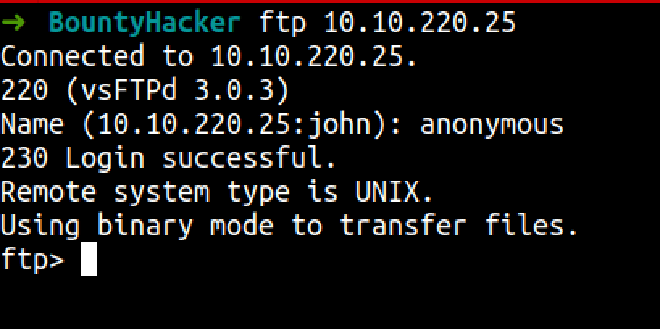 ➜ BountyHacker ftp 10.10.220.25
Connected to 10.10.220.25.
220 (vsFTPd 3.0.3)
Name (10.10.220.25:john): anonymous
230 Login successful.
Remote system type is UNIX.
Using binary mode to transfer files.
ftp>